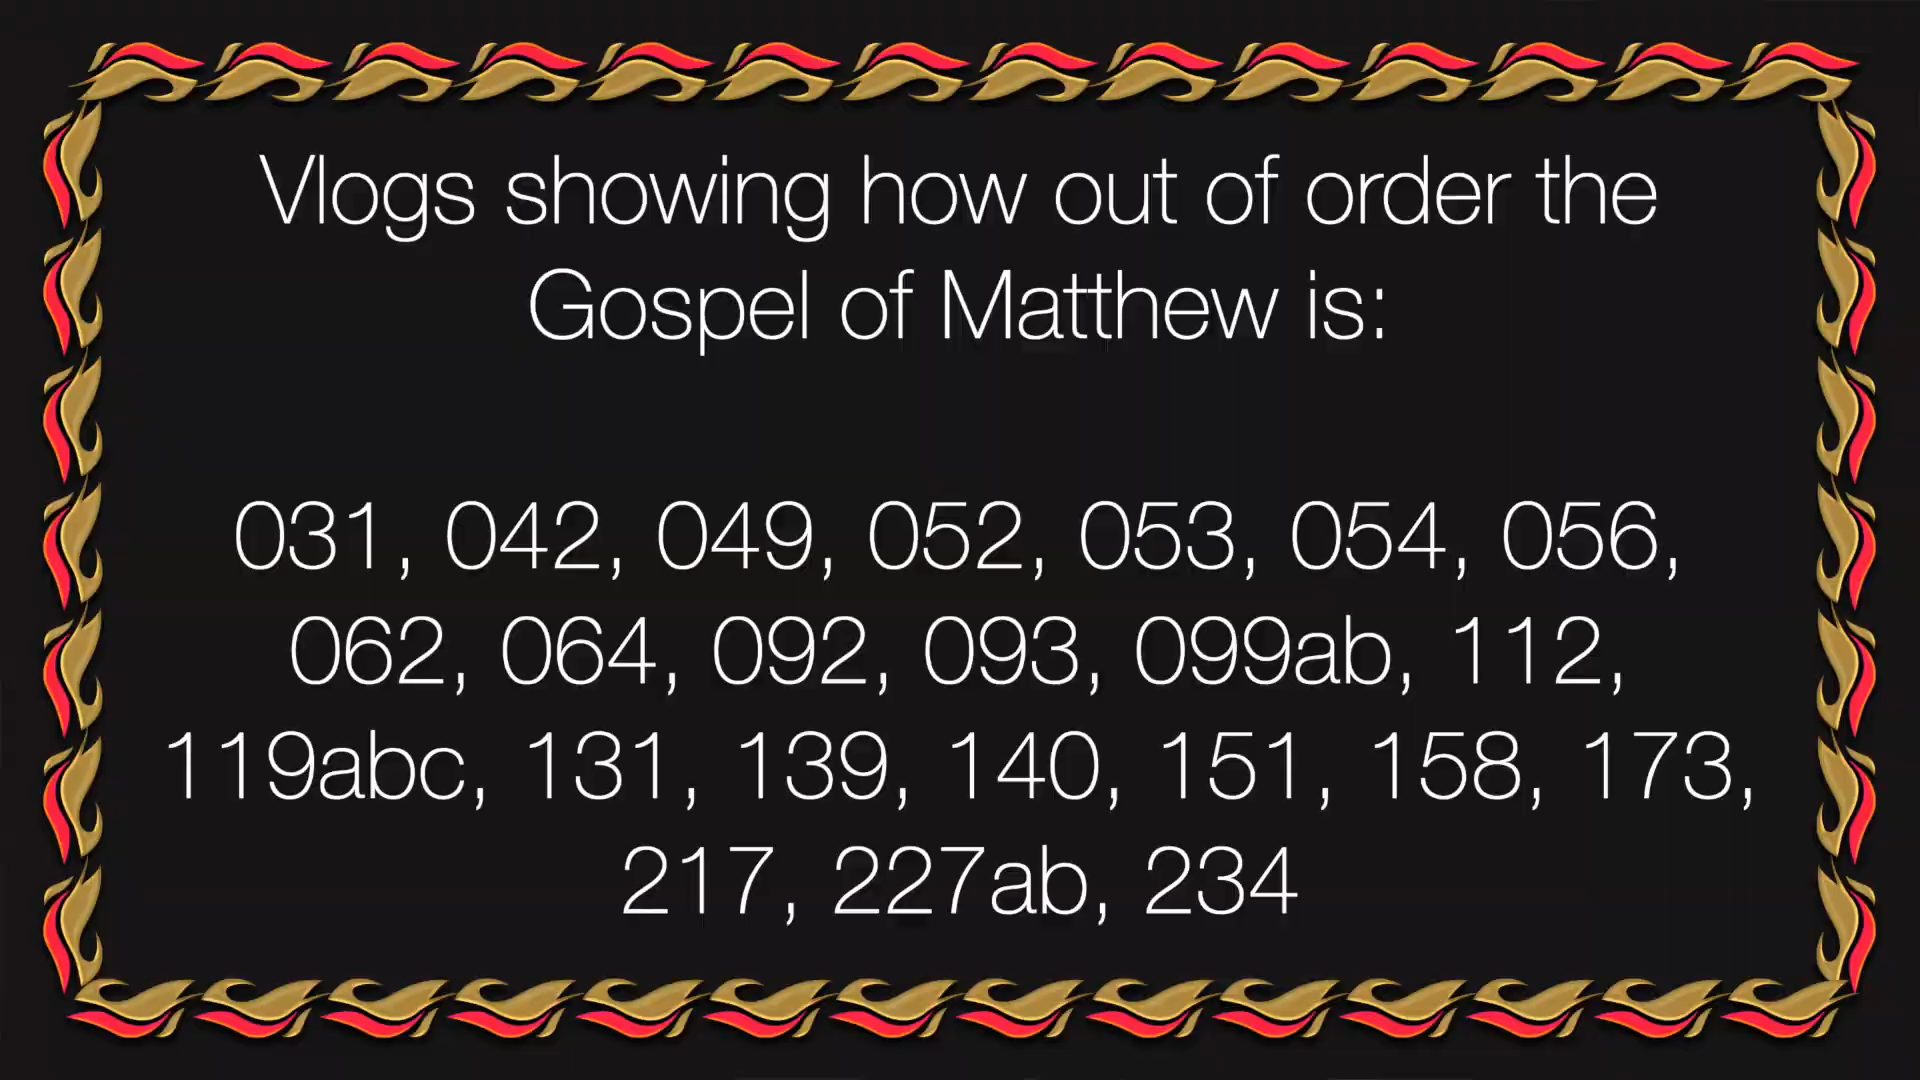 Vlogs showing how out of order the
Gospel of Matthew is:
031, 042, 049, 052, 053, 054, 056,
062, 064, 092, 093, 099ab, 112,
119abc, 131, 139, 140, 151, 158, 173,
217, 227ab, 234